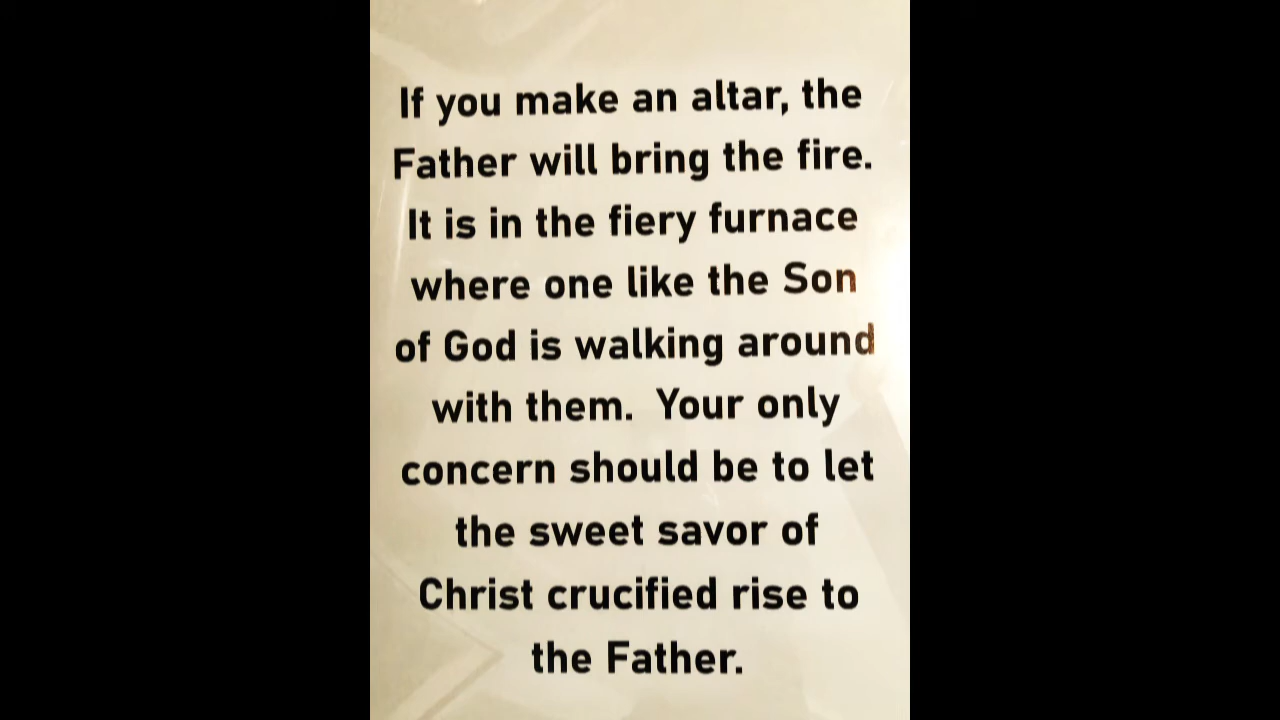 If you make an altar, the
Father will bring the fire.
It is in the fiery furnace
where one like the Son
of God is walking around
with them.  Your only
concern should be to let
the sweet savor of
Christ crucified rise to
the Father.